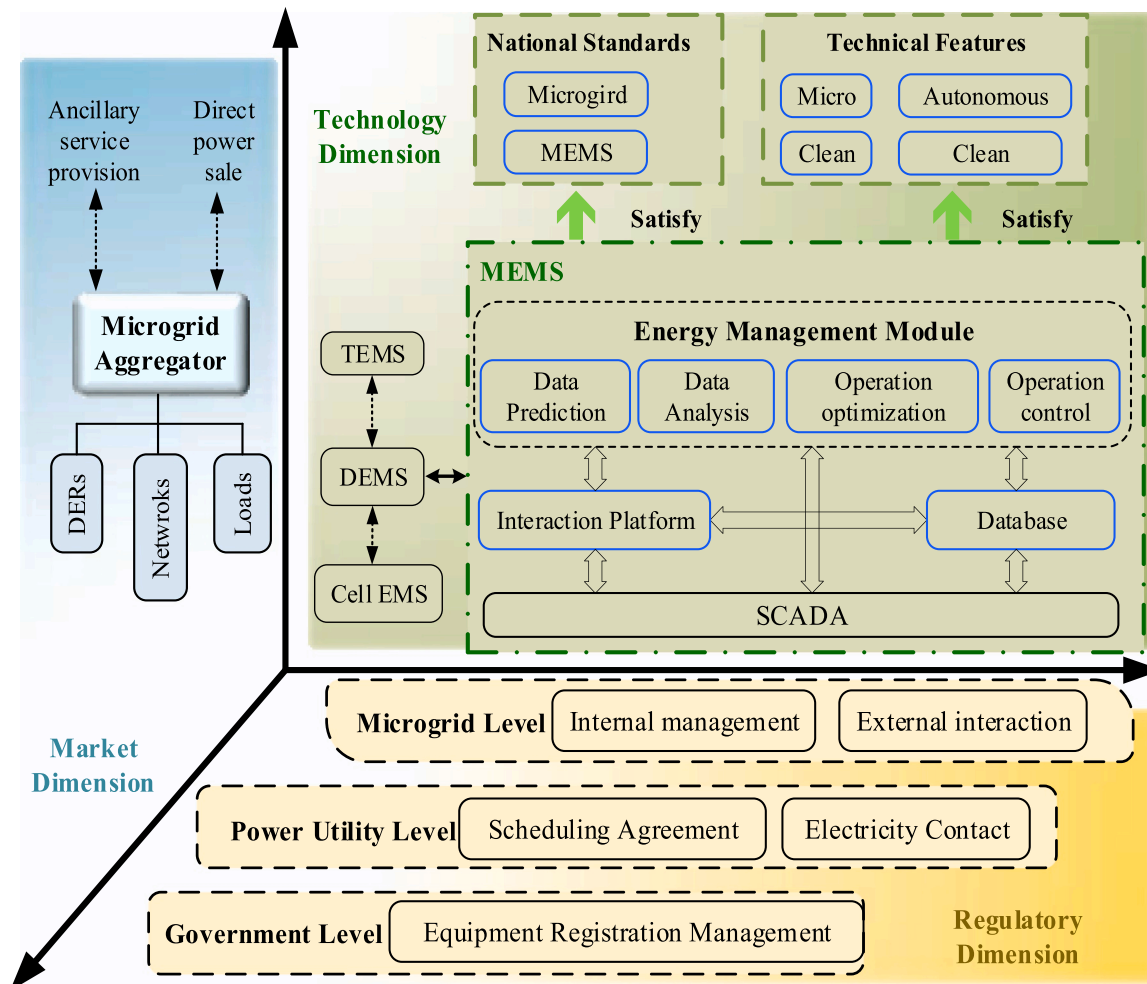 National Standards
Microgird
MEMS
Technical Features
Micro
Autonomous
Clean
Clean
Technology
Dimension
Satisfy
Satisfy
Ancillary
service
provision
Direct
power
sale
Microgrid
Aggregator
DERs
Netwroks
Loads
TEMS
DEMS
Cell EMS
MEMS
Energy Management Module
Data
Prediction
Data
Analysis
Operation
optimization
Operation
control
Interaction Platform
Database
SCADA
Market
Dimension
Microgrid Level
Internal management
External interaction
Power Utility Level
Scheduling Agreement
Electricity Contact
Government Level
Equipment Registration Management
Regulatory
Dimension